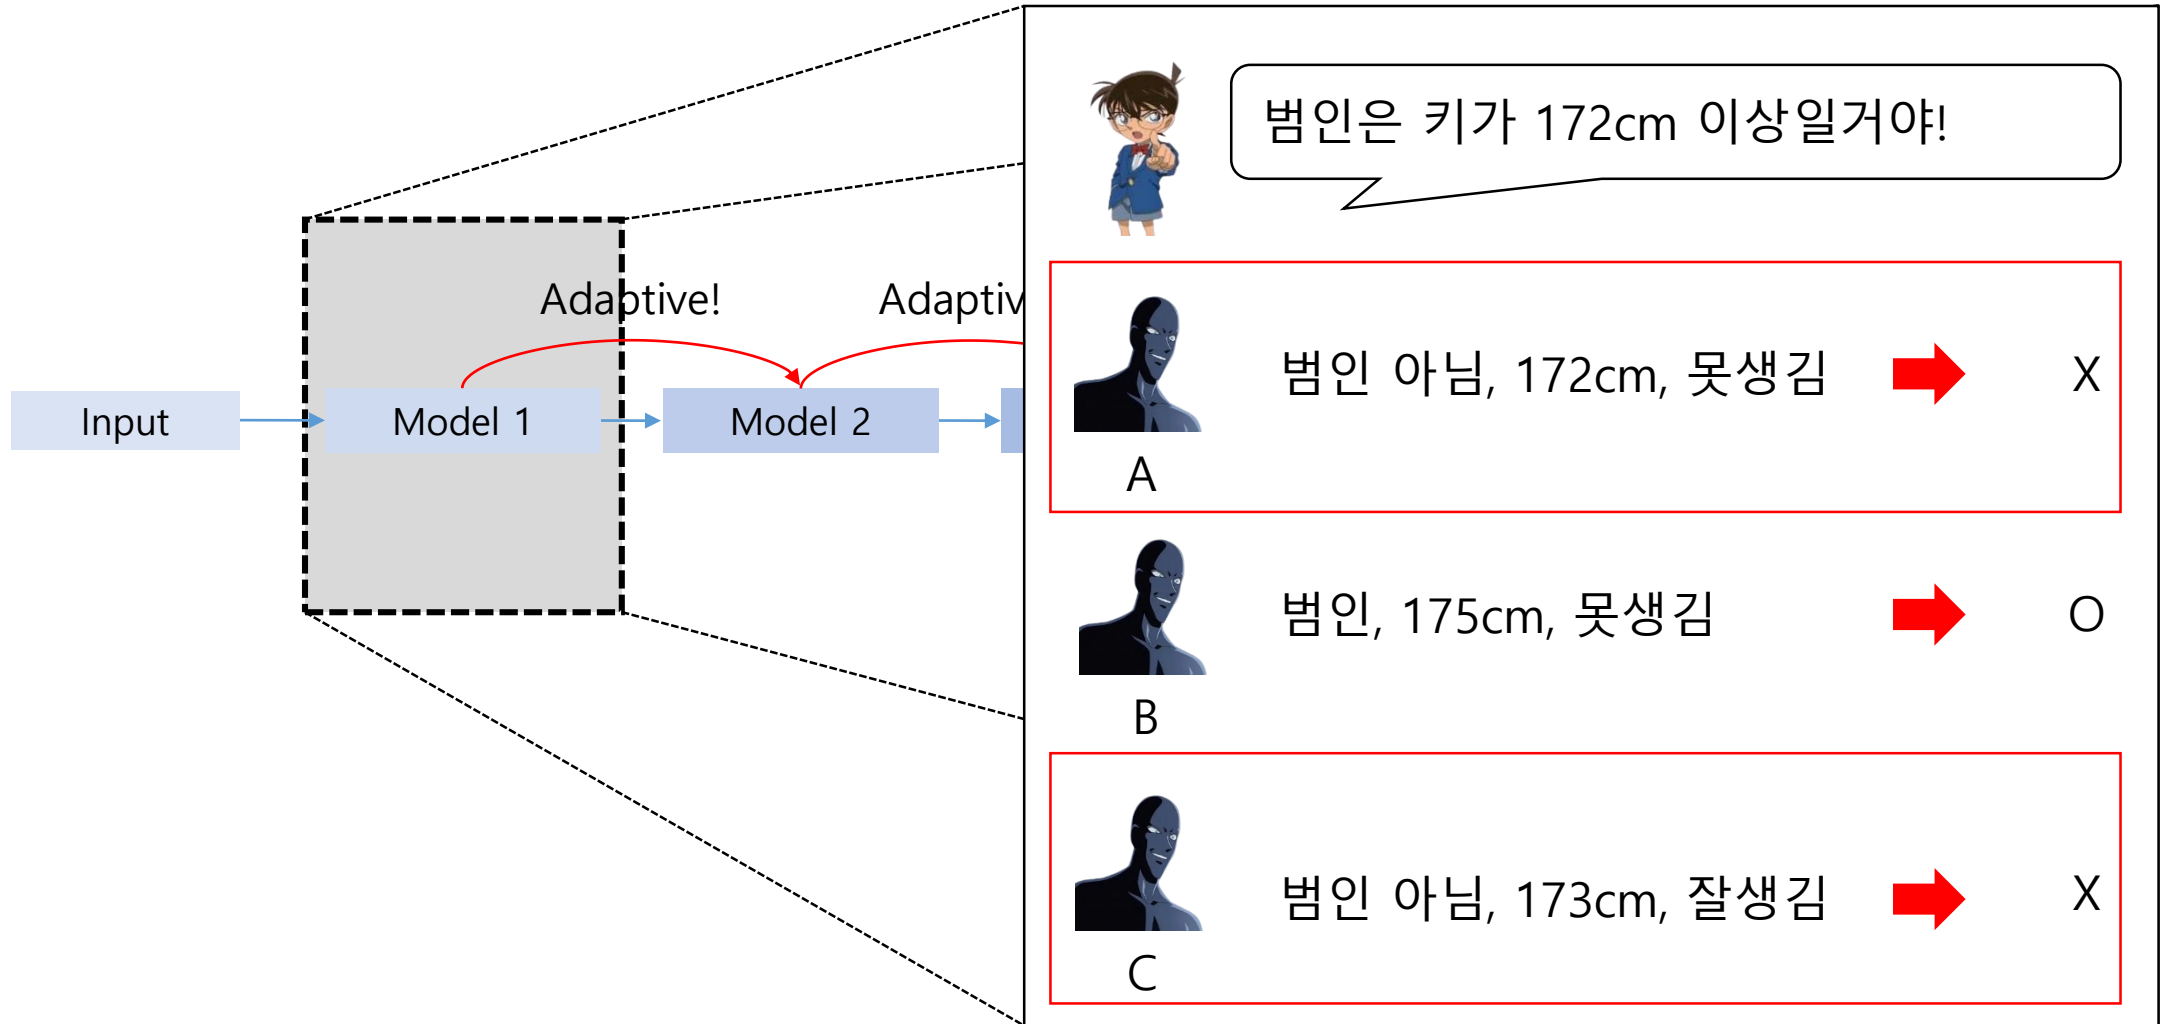 범인은 키가 172cm 이상일거야!
Adaptive!
Adaptiv
Input
Model 1
Model 2
범인 아님, 172cm, 못생김
X
A
범인, 175cm, 못생김
O
B
범인 아님, 173cm, 잘생김
X
C